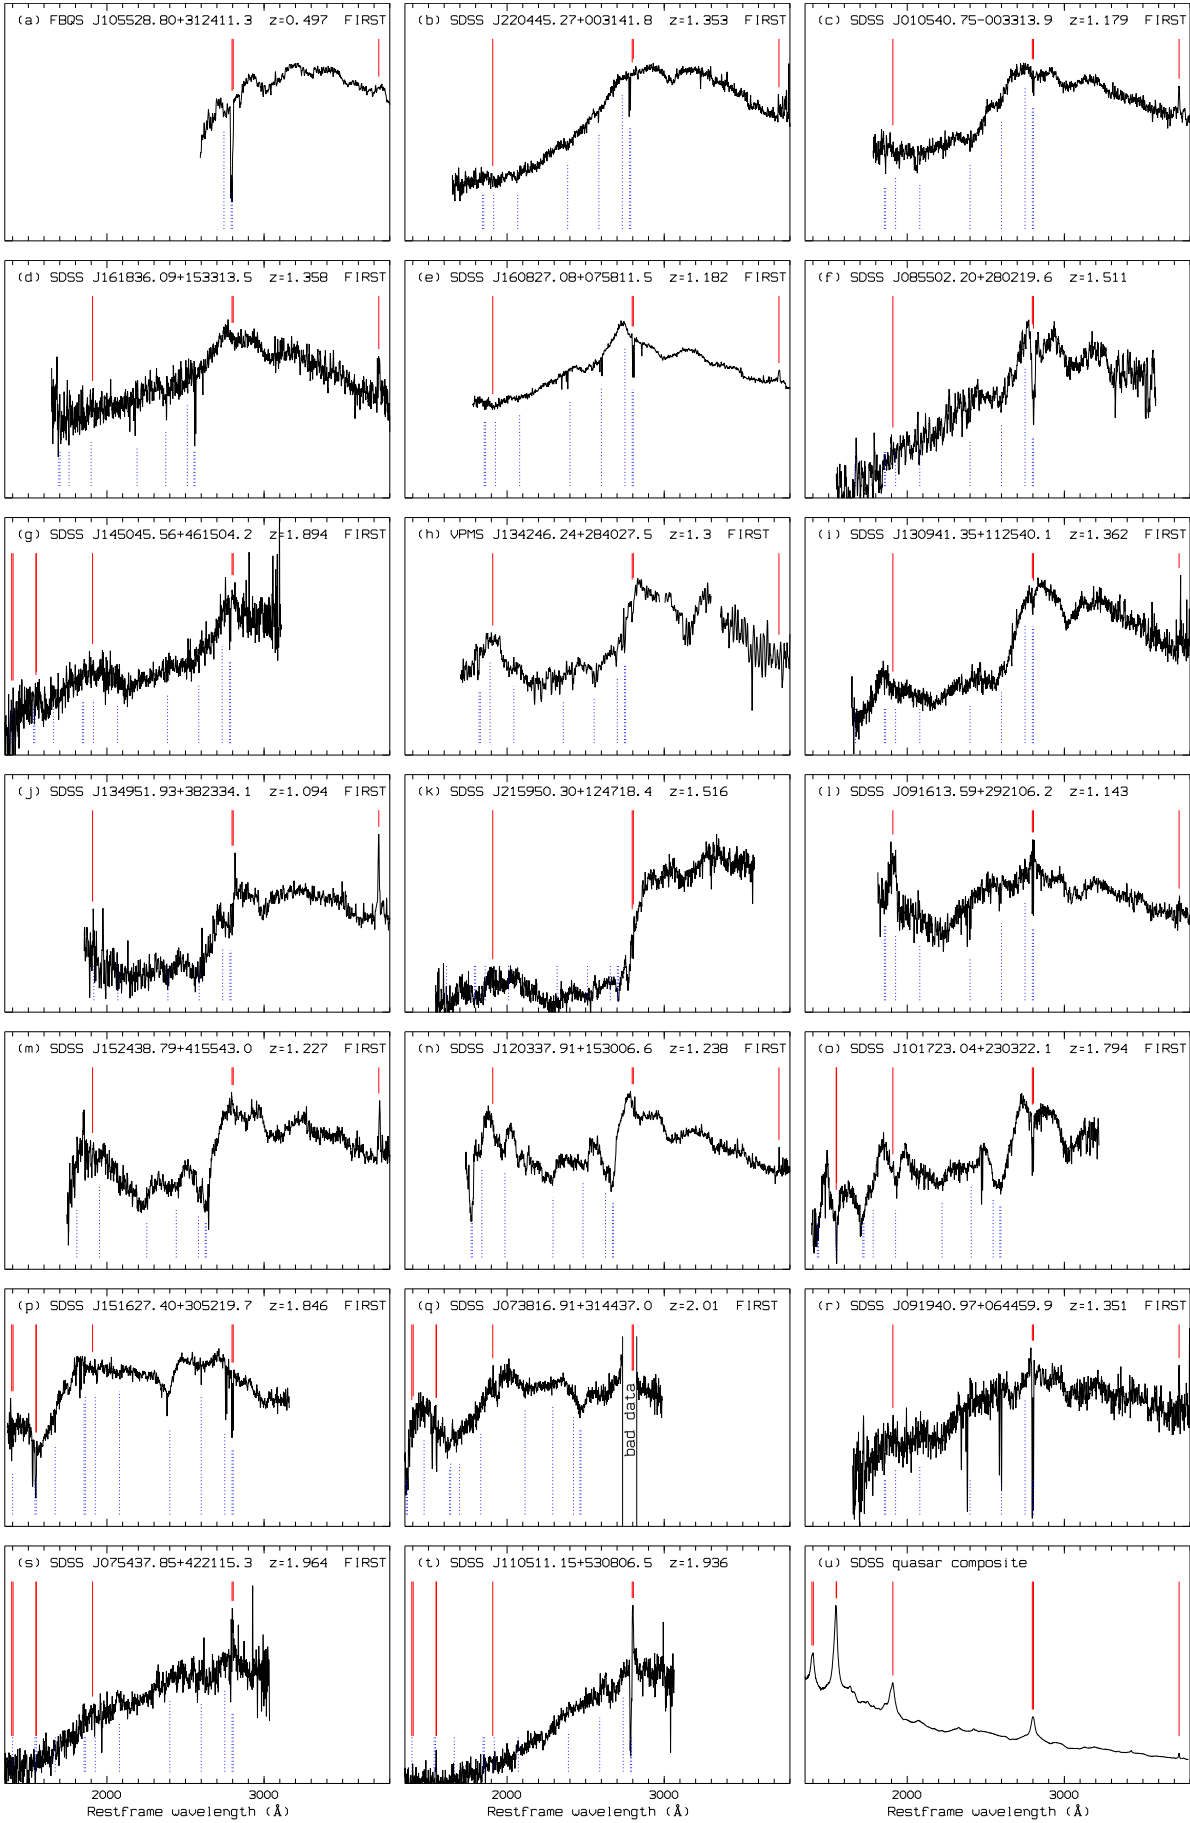 (a) FBQS J105528.80+312411.3 z=0.497 FIRST
(b) SDSS J220445.27+003141.8 z=1.353 FIRST
(c) SDSS J010540.75-003313.9 z=1.179 FIRST
(d) SDSS J161836.09+153313.5 z=1.358 FIRST
(e) SDSS J160827.08+075811.5 z=1.182 FIRST
(f) SDSS J085502.20+280219.6 z=1.511
(g) SDSS J145045.56+461504.2 z=1.894 FIRST
(h) VPMS J134246.24+284027.5 z=1.3 FIRST
(i) SDSS J130941.35+112540.1 z=1.362 FIRST
(j) SDSS J134951.93+382334.1 z=1.094 FIRST
(k) SDSS J215950.30+124718.4 z=1.516 FIRST
(l) SDSS J091613.59+292106.2 z=1.143
(m) SDSS J152438.79+415543.0 z=1.227 FIRST
(n) SDSS J120337.91+153006.6 z=1.238 FIRST
(o) SDSS J101723.04+230322.1 z=1.794 FIRST
(p) SDSS J151627.40+305219.7 z=1.846 FIRST
(q) SDSS J073816.91+314437.0 z=2.01 FIRST
bad data
(r) SDSS J091940.97+064459.9 z=1.351
(s) SDSS J075437.85+422115.3 z=1.964 FIRST
(t) SDSS J110511.15+530806.5 z=1.936
(u) SDSS quasar composite
2000 3000
Restframe wavelength (Å)
2000 3000
Restframe wavelength (Å)
2000 3000
Restframe wavelength (Å)